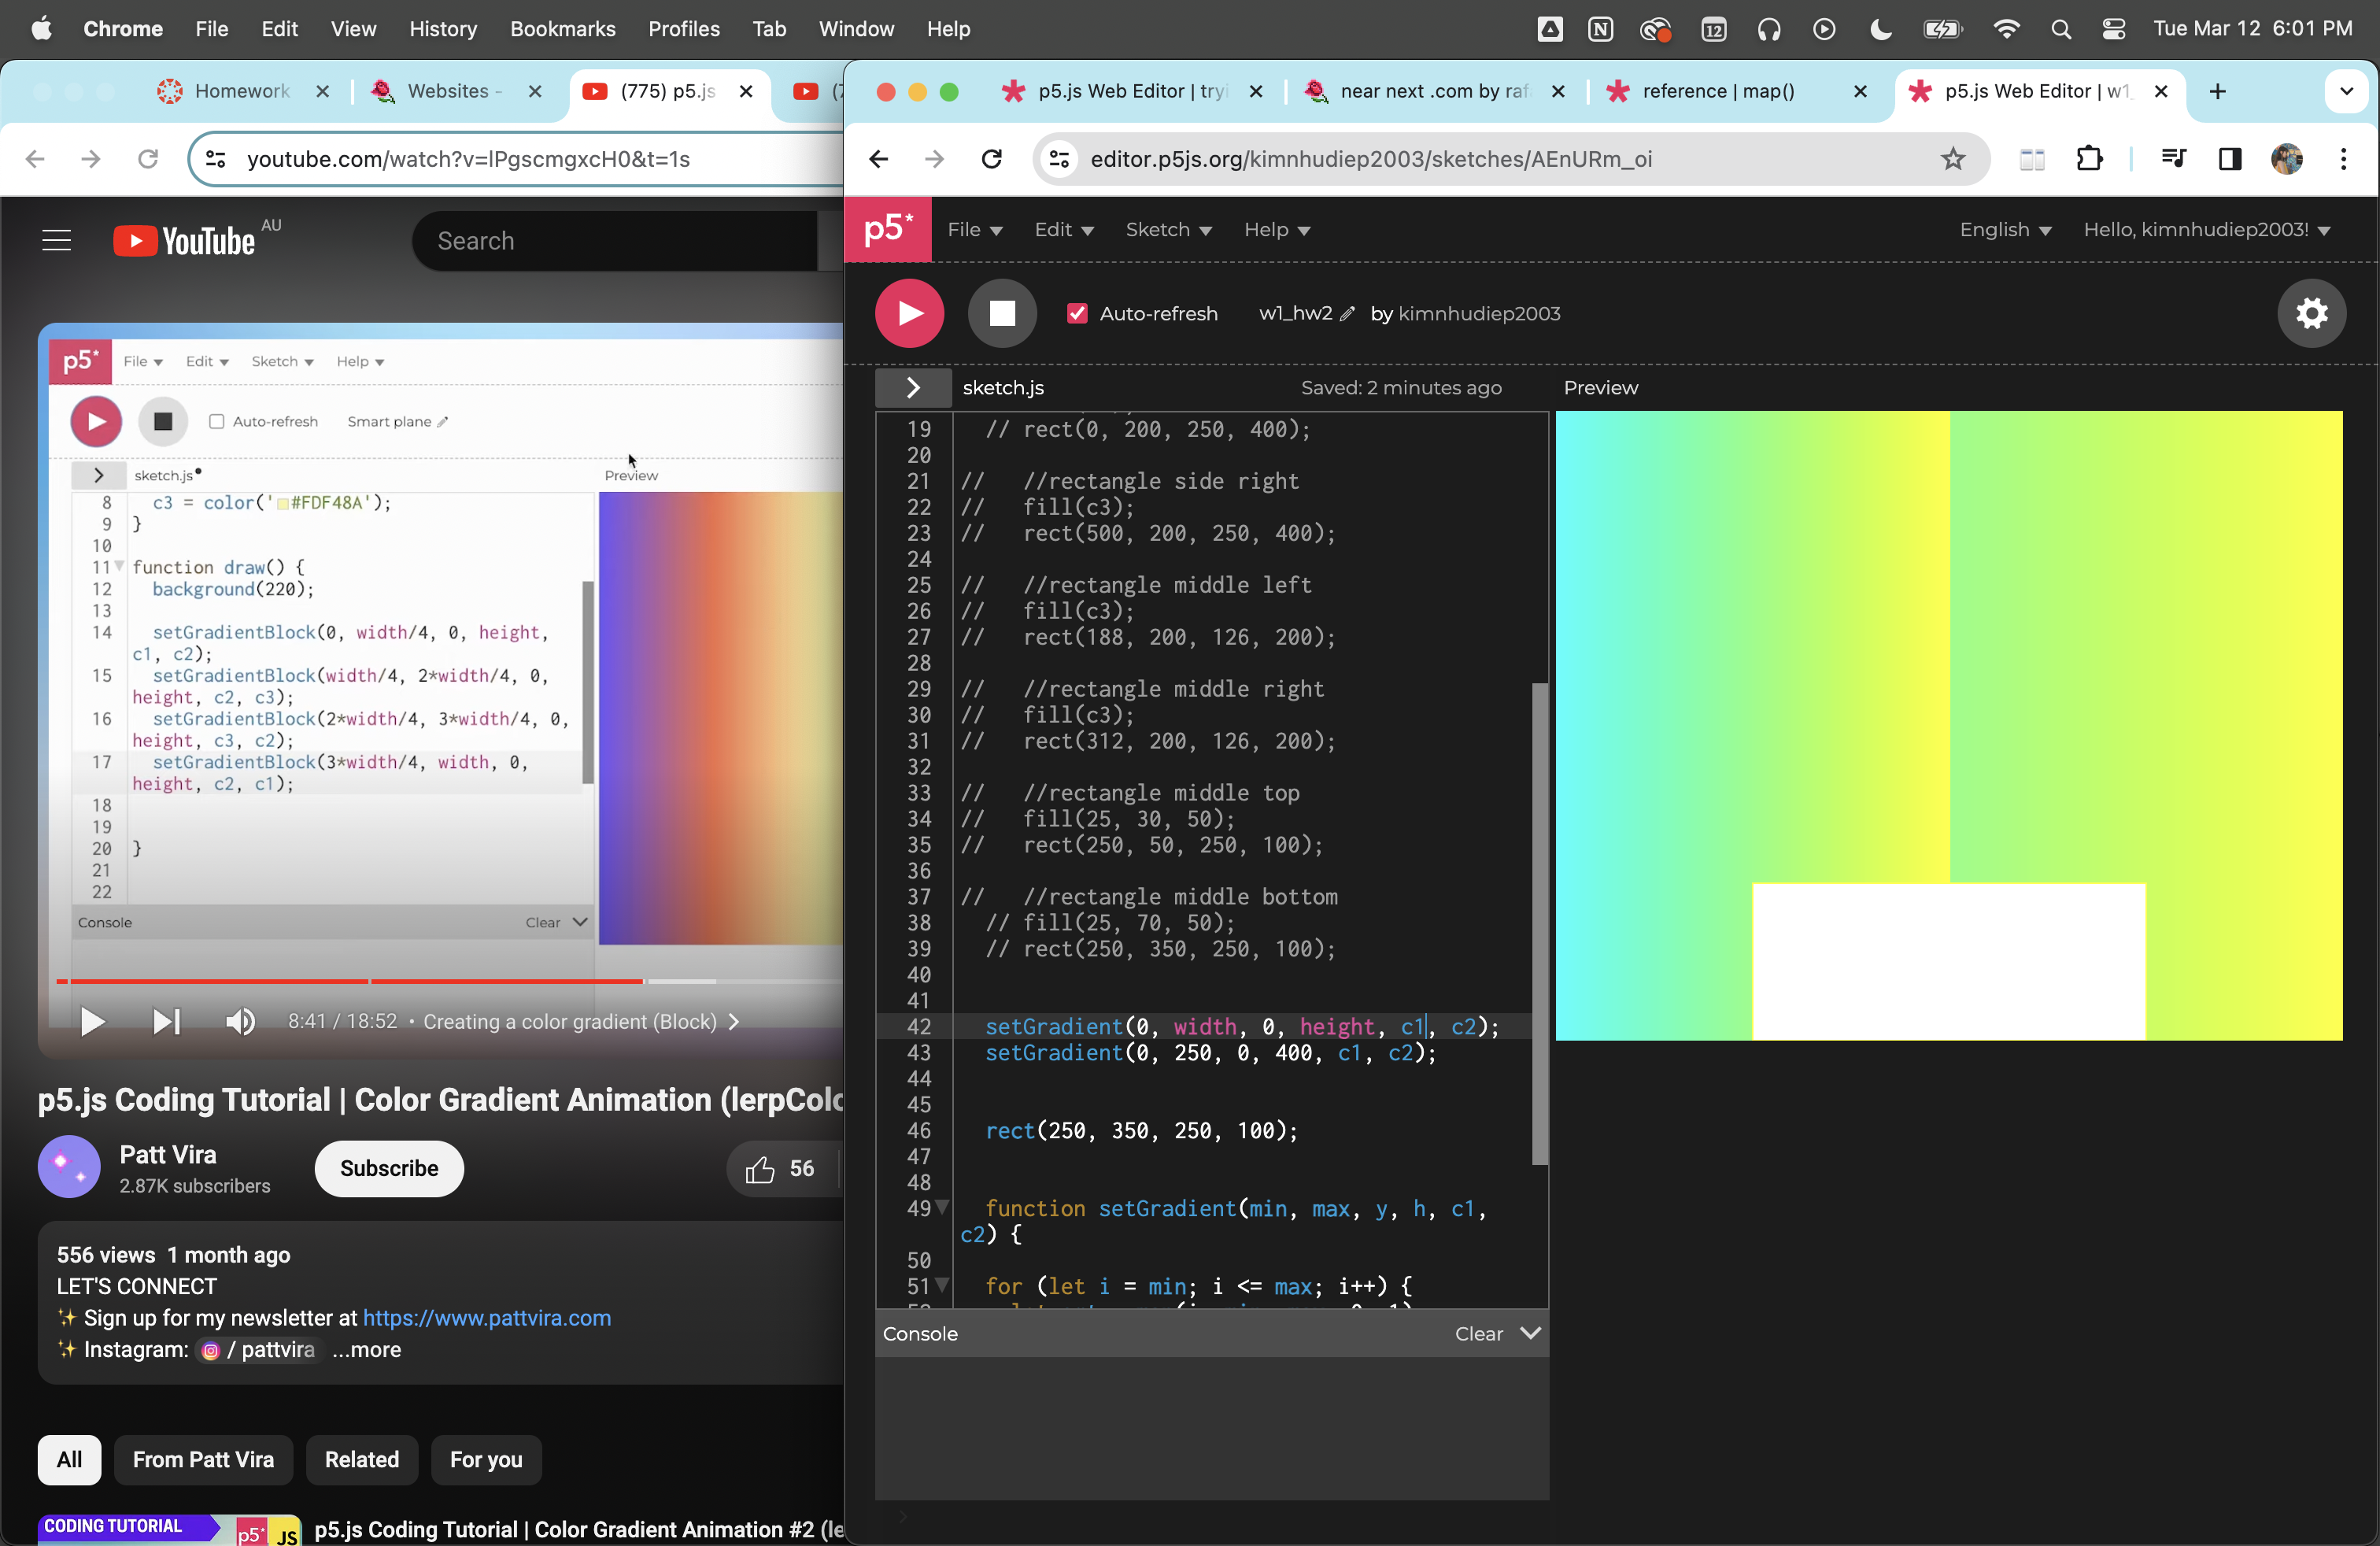 Chrome File Edit View History Bookmarks Profiles Tab Window Help
12 Tue Mar 12 6:01 PM
Homework
Websites -
(775) p5.js
youtube.com/watch?v=lPgscmgxcH0&t=1s
YouTube AU
Search
p5* File Edit Sketch Help
Auto-refresh Smart plane
sketch.js
Preview
8 c3 = color('#FDF48A');
9 }
10
11 function draw() {
12 background(220);
13
14 setGradientBlock(0, width/4, 0, height,
c1, c2);
15 setGradientBlock(width/4, 2*width/4, 0,
height, c2, c3);
16 setGradientBlock(2*width/4, 3*width/4, 0,
height, c3, c2);
17 setGradientBlock(3*width/4, width, 0,
height, c2, c1);
18
19
20 }
21
22
Console Clear
8:41 / 18:52 • Creating a color gradient (Block)
p5.js Coding Tutorial | Color Gradient Animation
Patt Vira
2.87K subscribers
Subscribe
56
556 views 1 month ago
LET'S CONNECT
✨ Sign up for my newsletter at https://www.pattvira.com
✨ Instagram: / pattvira ...more
All
From Patt Vira
Related
For you
CODING TUTORIAL
p5* JS
p5.js Coding Tutorial | Color Gradient Animation #2
p5.js Web Editor |
near next .com by
reference | map()
p5.js Web Editor | w1_
editor.p5js.org/kimnhudiep2003/sketches/AEnURm_oi
p5* File Edit Sketch Help English Hello, kimnhudiep2003!
Auto-refresh w1_hw2 by kimnhudiep2003
sketch.js Saved: 2 minutes ago Preview
19 // rect(0, 200, 250, 400);
20
21 // //rectangle side right
22 // fill(c3);
23 // rect(500, 200, 250, 400);
24
25 // //rectangle middle left
26 // fill(c3);
27 // rect(188, 200, 126, 200);
28
29 // //rectangle middle right
30 // fill(c3);
31 // rect(312, 200, 126, 200);
32
33 // //rectangle middle top
34 // fill(25, 30, 50);
35 // rect(250, 50, 250, 100);
36
37 // //rectangle middle bottom
38 // fill(25, 70, 50);
39 // rect(250, 350, 250, 100);
40
41
42 setGradient(0, width, 0, height, c1, c2);
43 setGradient(0, 250, 0, 400, c1, c2);
44
45
46 rect(250, 350, 250, 100);
47
48
49 function setGradient(min, max, y, h, c1,
c2) {
50
51 for (let i = min; i <= max; i++) {
Console Clear